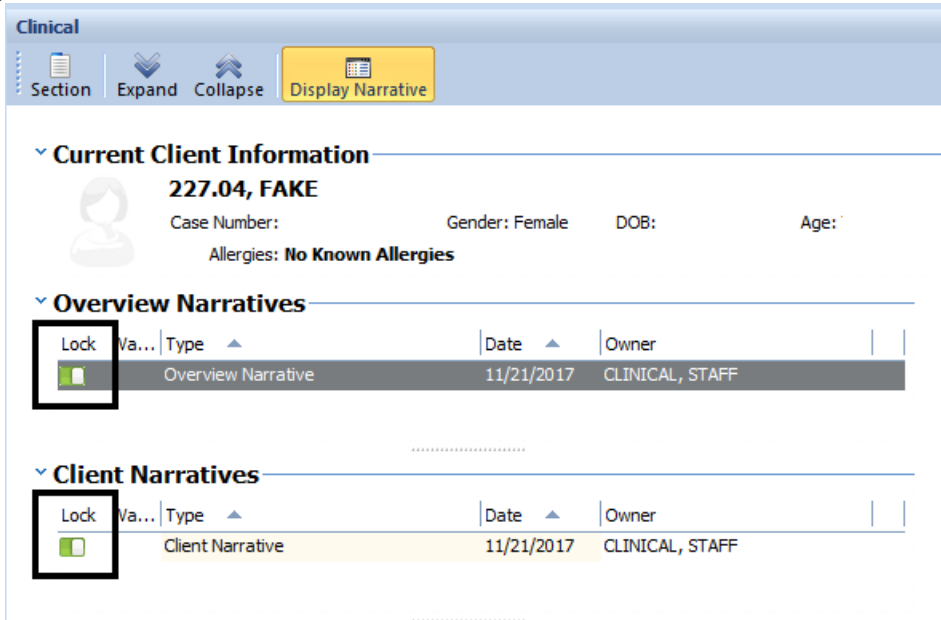 Clinical
Section Expand Collapse Display Narrative
Current Client Information
227.04, FAKE
Case Number: Gender: Female DOB: Age:
Allergies: No Known Allergies
Overview Narratives
Lock Va... Type Date Owner
Overview Narrative 11/21/2017 CLINICAL, STAFF
Client Narratives
Lock Va... Type Date Owner
Client Narrative 11/21/2017 CLINICAL, STAFF